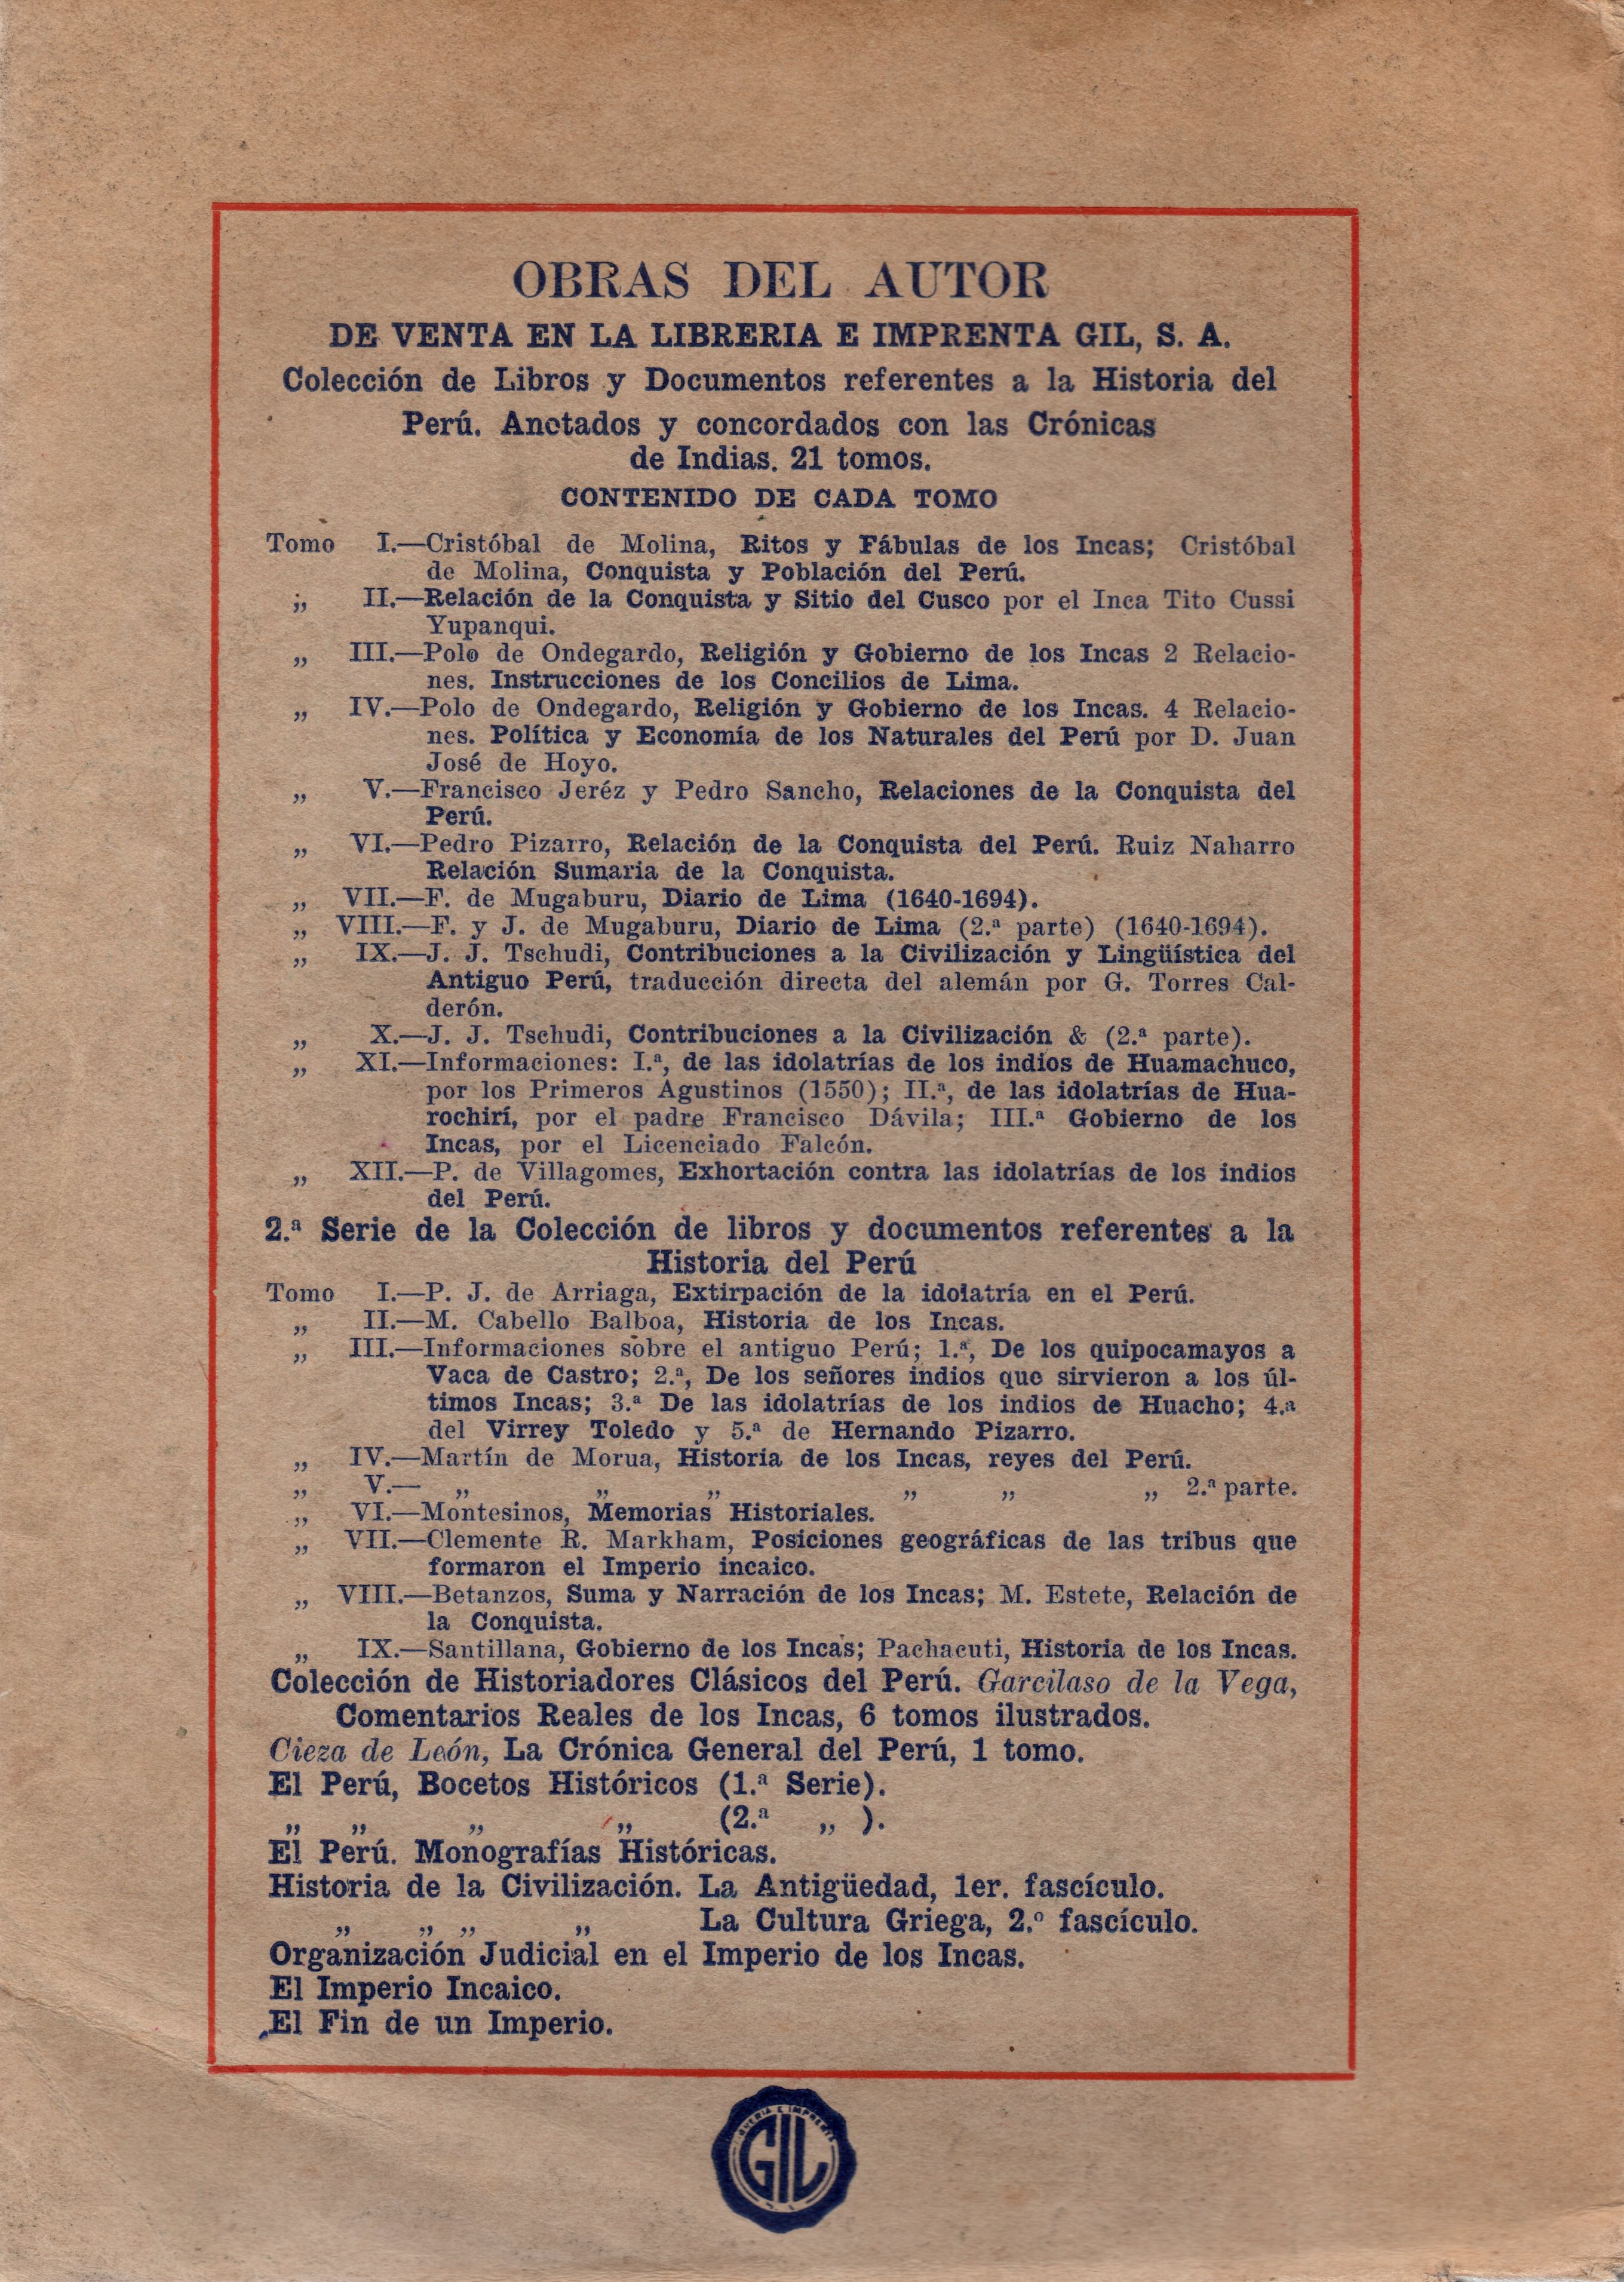 OBRAS DEL AUTOR
DE VENTA EN LA LIBRERIA E IMPRENTA GIL, S. A.
Colección de Libros y Documentos referentes a la Historia del
Perú. Anotados y concordados con las Crónicas
de Indias. 21 tomos.
CONTENIDO DE CADA TOMO
Tomo I.—Cristóbal de Molina, Ritos y Fábulas de los Incas; Cristóbal
de Molina, Conquista y Población del Perú.
„ II.—Relación de la Conquista y Sitio del Cusco por el Inca Tito Cussi
Yupanqui.
„ III.—Polo de Ondegardo, Religión y Gobierno de los Incas 2 Relacio-
nes. Instrucciones de los Concilios de Lima.
„ IV.—Polo de Ondegardo, Religión y Gobierno de los Incas. 4 Relacio-
nes. Política y Economía de los Naturales del Perú por D. Juan
José de Hoyo.
„ V.—Francisco Jeréz y Pedro Sancho, Relaciones de la Conquista del
Perú.
„ VI.—Pedro Pizarro, Relación de la Conquista del Perú. Ruiz Naharro
Relación Sumaria de la Conquista.
„ VII.—F. de Mugaburu, Diario de Lima (1640-1694).
„ VIII.—F. y J. de Mugaburu, Diario de Lima (2.ª parte) (1640-1694).
„ IX.—J. J. Tschudi, Contribuciones a la Civilización y Lingüística del
Antiguo Perú, traducción directa del alemán por G. Torres Cal-
derón.
„ X.—J. J. Tschudi, Contribuciones a la Civilización & (2.ª parte).
„ XI.—Informaciones: I.ª, de las idolatrías de los indios de Huamachuco,
por los Primeros Agustinos (1550); II.ª, de las idolatrías de Hua-
rochirí, por el padre Francisco Dávila; III.ª Gobierno de los
Incas, por el Licenciado Falcón.
„ XII.—P. de Villagomes, Exhortación contra las idolatrías de los indios
del Perú.
2.ª Serie de la Colección de libros y documentos referentes a la
Historia del Perú
Tomo I.—P. J. de Arriaga, Extirpación de la idolatría en el Perú.
„ II.—M. Cabello Balboa, Historia de los Incas.
„ III.—Informaciones sobre el antiguo Perú; 1.ª, De los quipocamayos a
Vaca de Castro; 2.ª, De los señores indios que sirvieron a los úl-
timos Incas; 3.ª De las idolatrías de los indios de Huacho; 4.ª
del Virrey Toledo y 5.ª de Hernando Pizarro.
„ IV.—Martín de Morua, Historia de los Incas, reyes del Perú.
„ V.— „ „ „ „ „ „ 2.ª parte.
„ VI.—Montesinos, Memorias Historiales.
„ VII.—Clemente R. Markham, Posiciones geográficas de las tribus que
formaron el Imperio incaico.
„ VIII.—Betanzos, Suma y Narración de los Incas; M. Estete, Relación de
la Conquista.
„ IX.—Santillana, Gobierno de los Incas; Pachacuti, Historia de los Incas.
Colección de Historiadores Clásicos del Perú. Garcilaso de la Vega,
Comentarios Reales de los Incas, 6 tomos ilustrados.
Cieza de León, La Crónica General del Perú, 1 tomo.
El Perú, Bocetos Históricos (1.ª Serie).
„ „ „ „ (2.ª „ ).
El Perú. Monografías Históricas.
Historia de la Civilización. La Antigüedad, 1er. fascículo.
„ „ „ „ La Cultura Griega, 2.º fascículo.
Organización Judicial en el Imperio de los Incas.
El Imperio Incaico.
El Fin de un Imperio.
LIBRERIA E IMPRENTA
GIL